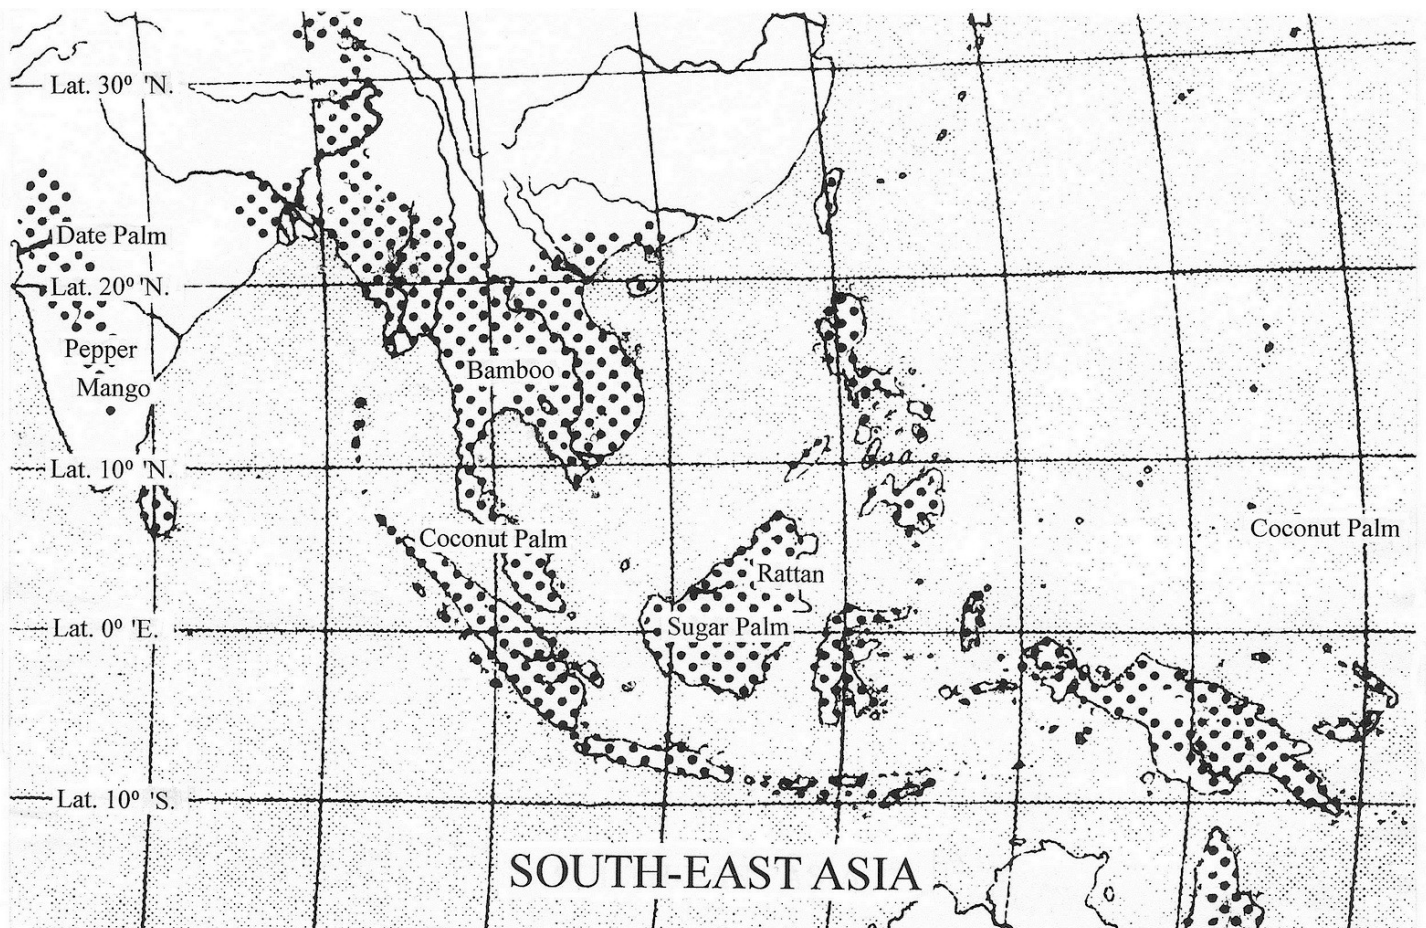 Lat. 30º 'N.
Date Palm
Lat. 20º 'N.
Pepper
Mango
Bamboo
Lat. 10º 'N.
Coconut Palm
Coconut Palm
Rattan
Lat. 0º 'E.
Sugar Palm
Lat. 10º 'S.
SOUTH-EAST ASIA